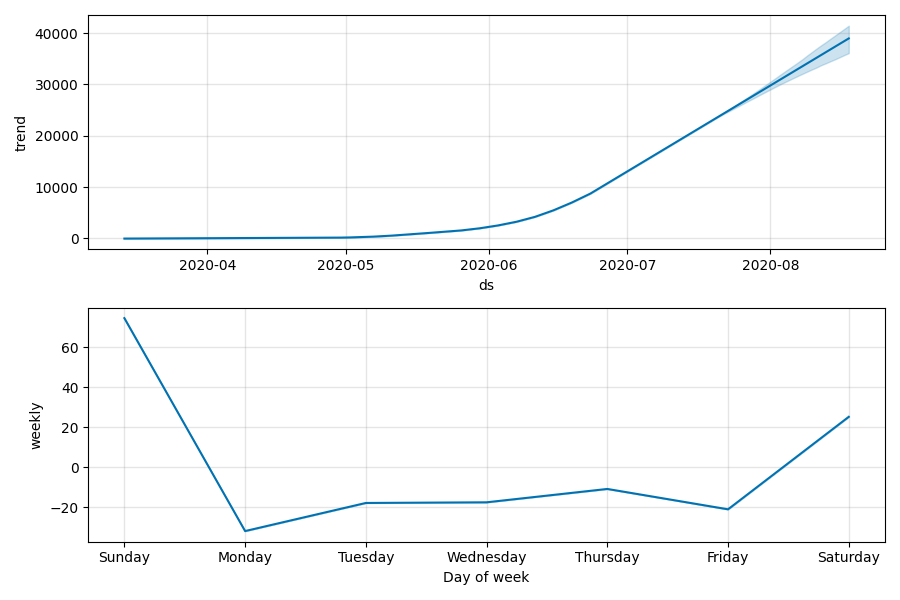 40000
30000
20000
10000
0
trend
2020-04 2020-05 2020-06 2020-07 2020-08
ds
60
40
20
0
−20
weekly
Sunday Monday Tuesday Wednesday Thursday Friday Saturday
Day of week